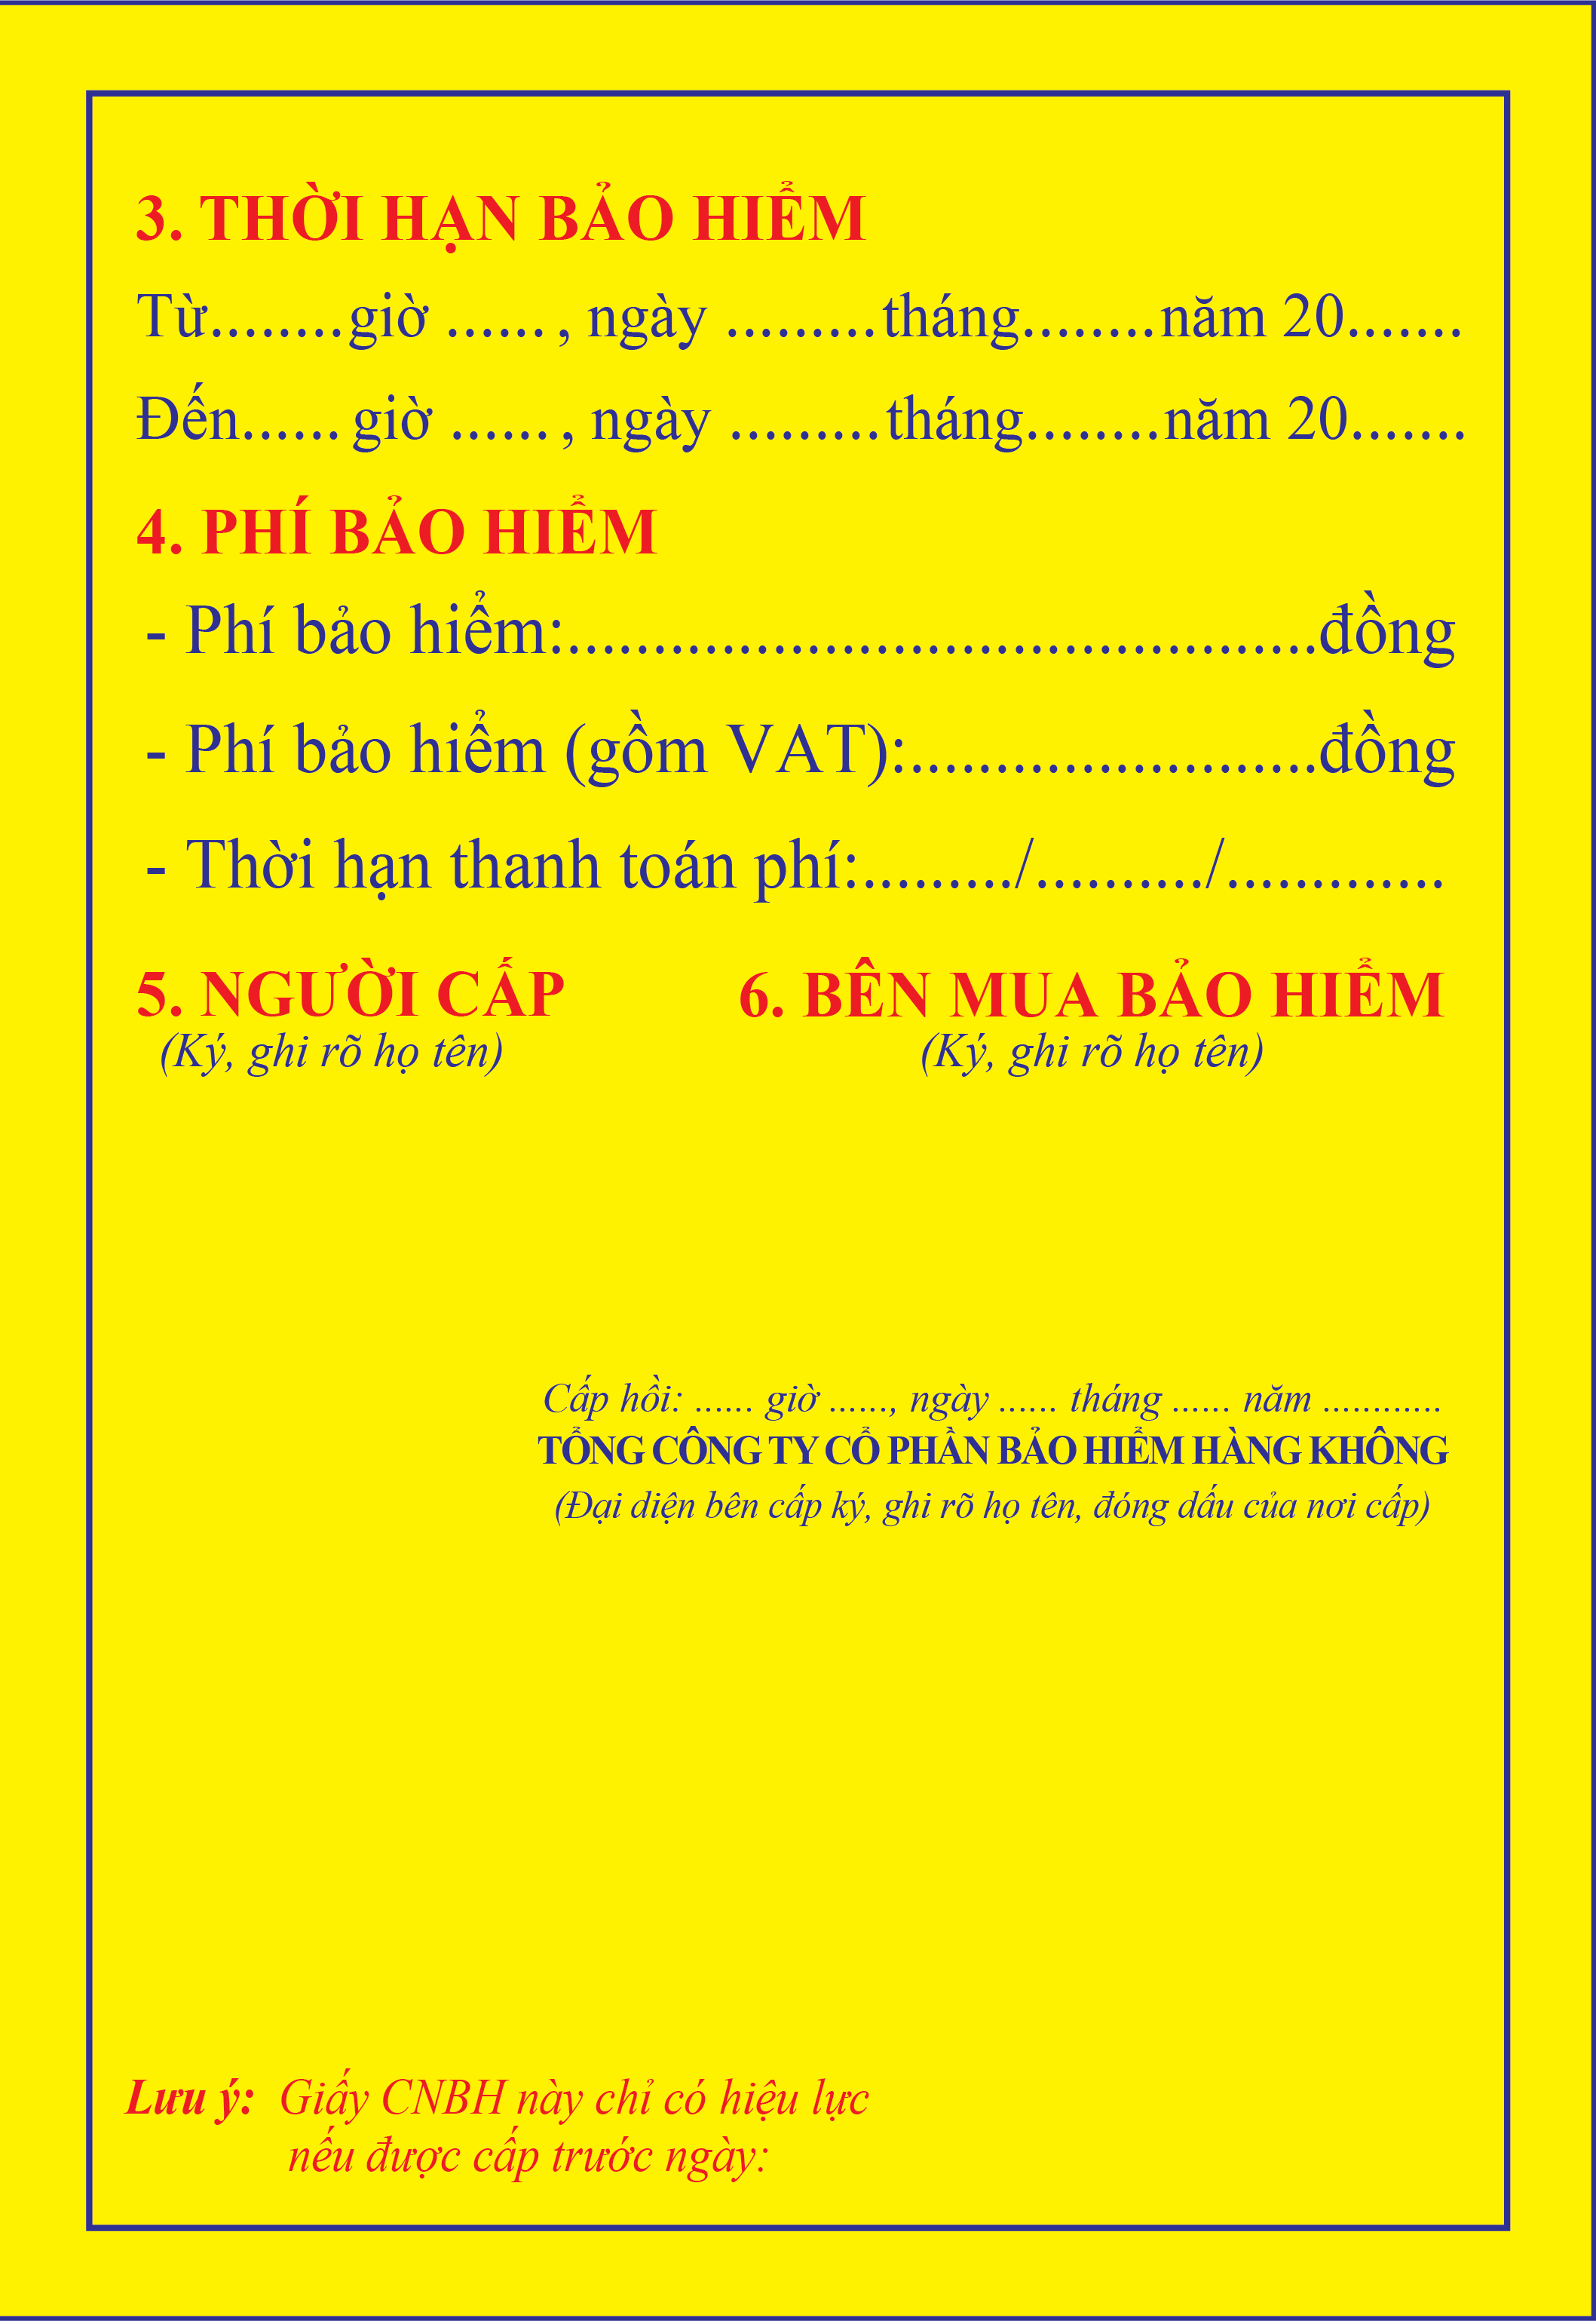 3. THỜI HẠN BẢO HIỂM
Từ........giờ ......, ngày .........tháng........năm 20.......
Đến......giờ ......, ngày .........tháng........năm 20.......
4. PHÍ BẢO HIỂM
- Phí bảo hiểm:.............................................đồng
- Phí bảo hiểm (gồm VAT):........................đồng
- Thời hạn thanh toán phí:........./........../.............
5. NGƯỜI CẤP 6. BÊN MUA BẢO HIỂM
(Ký, ghi rõ họ tên) (Ký, ghi rõ họ tên)
Cấp hồi: ...... giờ ......, ngày ...... tháng ...... năm ............
TỔNG CÔNG TY CỔ PHẦN BẢO HIỂM HÀNG KHÔNG
(Đại diện bên cấp ký, ghi rõ họ tên, đóng dấu của nơi cấp)
Lưu ý: Giấy CNBH này chỉ có hiệu lực
nếu được cấp trước ngày: